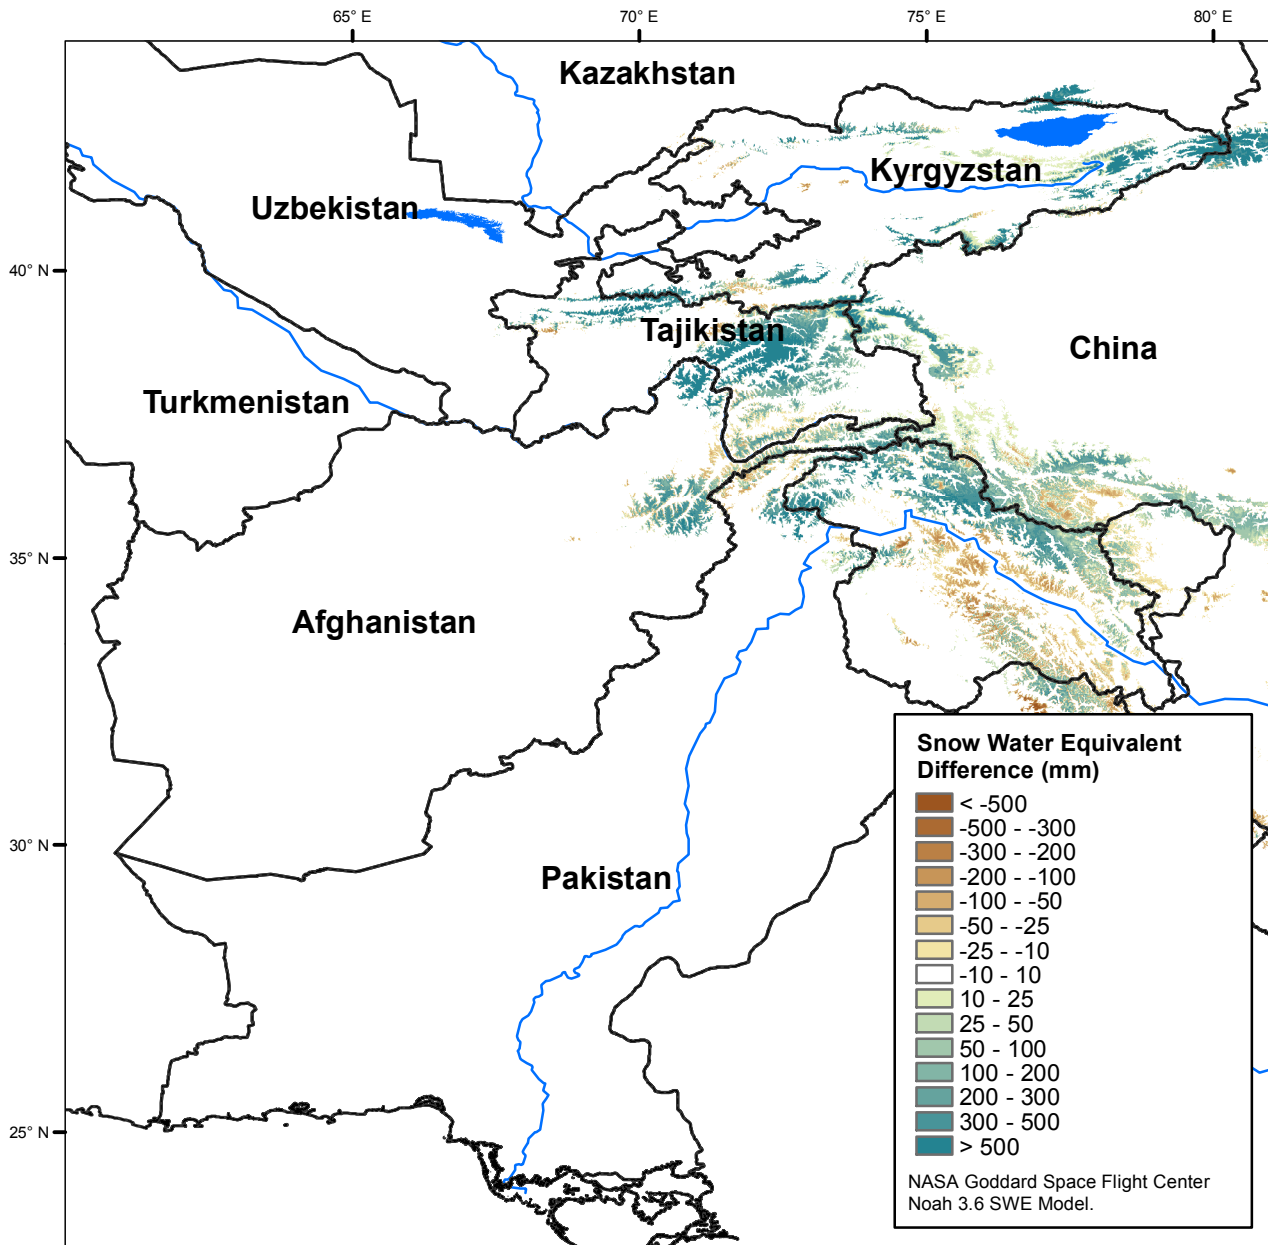 65° E
70° E
75° E
80° E
Kazakhstan
Kyrgyzstan
Uzbekistan
40° N
Tajikistan
China
Turkmenistan
35° N
Afghanistan
Snow Water Equivalent
Difference (mm)
< -500
-500 - -300
-300 - -200
-200 - -100
-100 - -50
-50 - -25
-25 - -10
-10 - 10
10 - 25
25 - 50
50 - 100
100 - 200
200 - 300
300 - 500
> 500
NASA Goddard Space Flight Center
Noah 3.6 SWE Model.
30° N
Pakistan
25° N